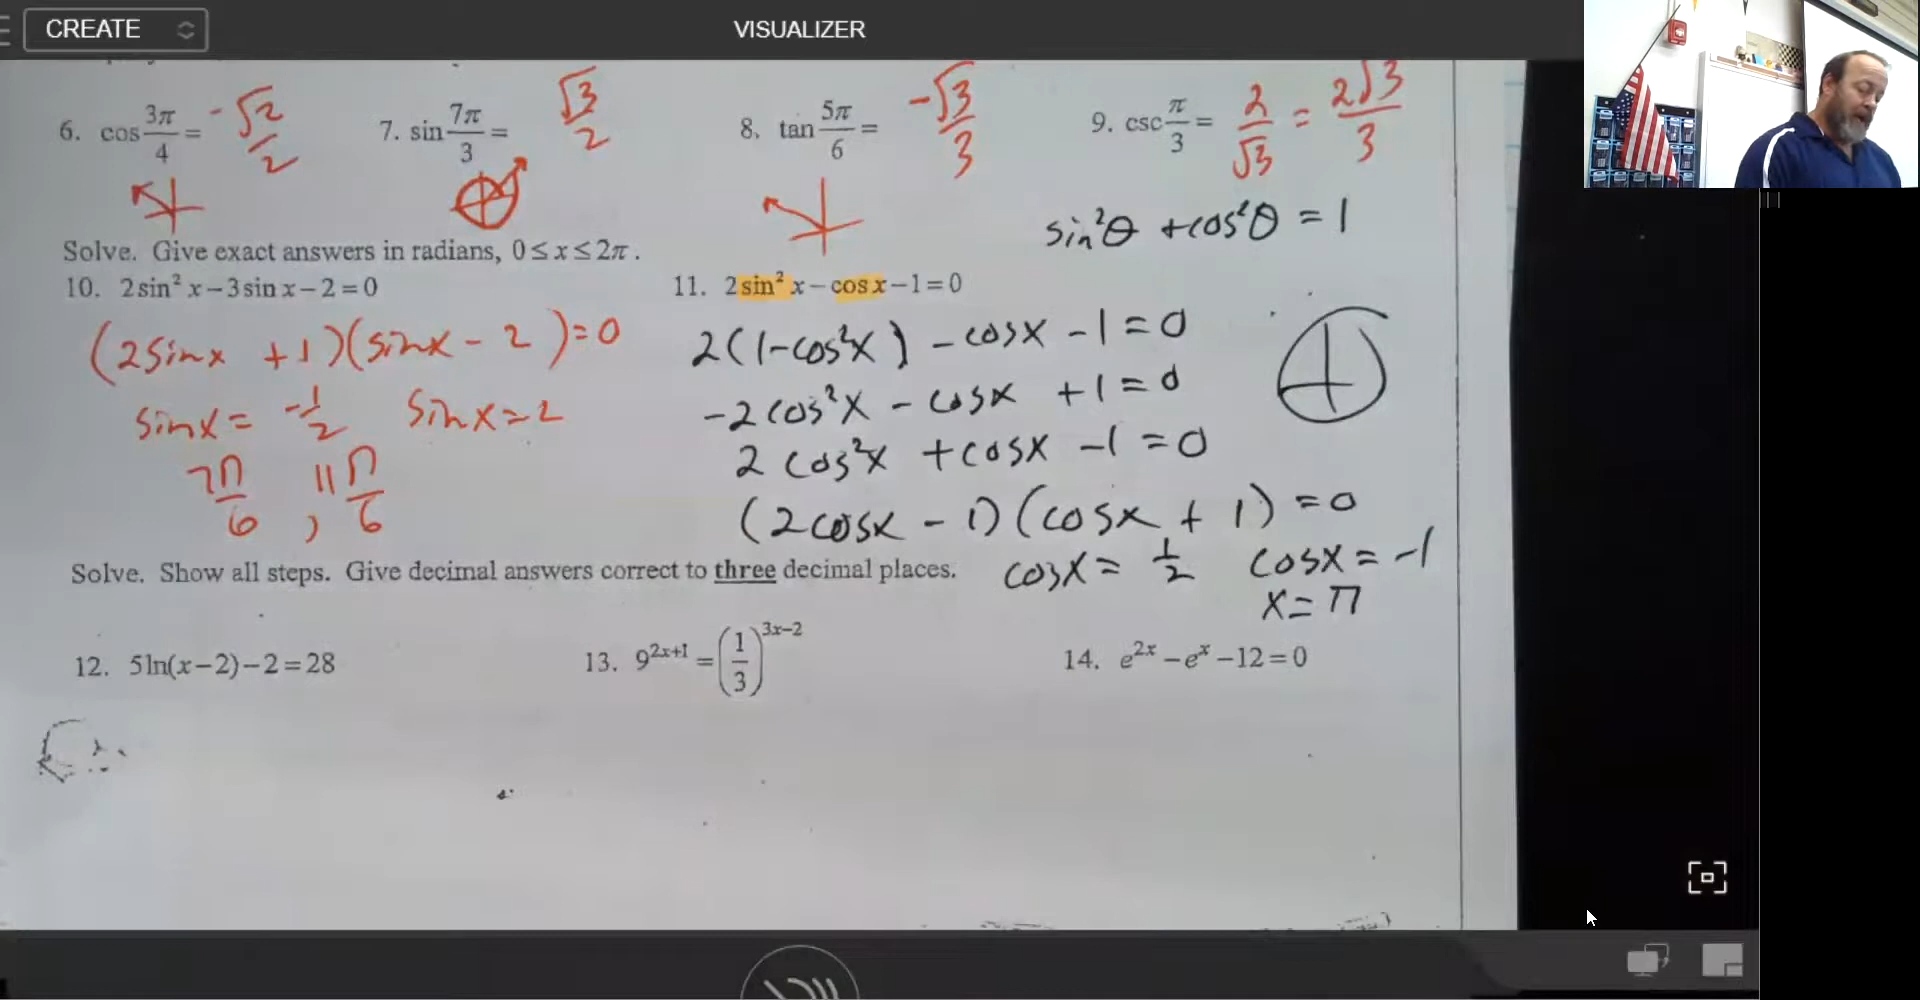 CREATE
VISUALIZER
6. cos 3π/4 = -√2/2
7. sin 7π/3 = √3/2
8. tan 5π/6 = -√3/3
9. csc π/3 = 2/√3 = 2√3/3
sin²θ + cos²θ = 1
Solve. Give exact answers in radians, 0 ≤ x ≤ 2π.
10. 2sin² x − 3sin x − 2 = 0
(2sinx + 1)(sinx - 2) = 0
sinx = -1/2 sinx = 2
7π/6 , 11π/6
11. 2sin² x − cos x − 1 = 0
2(1-cos²x) - cosx - 1 = 0
-2cos²x - cosx + 1 = 0
2cos²x + cosx - 1 = 0
(2cosx - 1)(cosx + 1) = 0
cosx = 1/2 cosx = -1
x = π
Solve. Show all steps. Give decimal answers correct to three decimal places.
12. 5ln(x−2)−2=28
13. 9^(2x+1) = (1/3)^(3x−2)
14. e^(2x) − e^x − 12 = 0